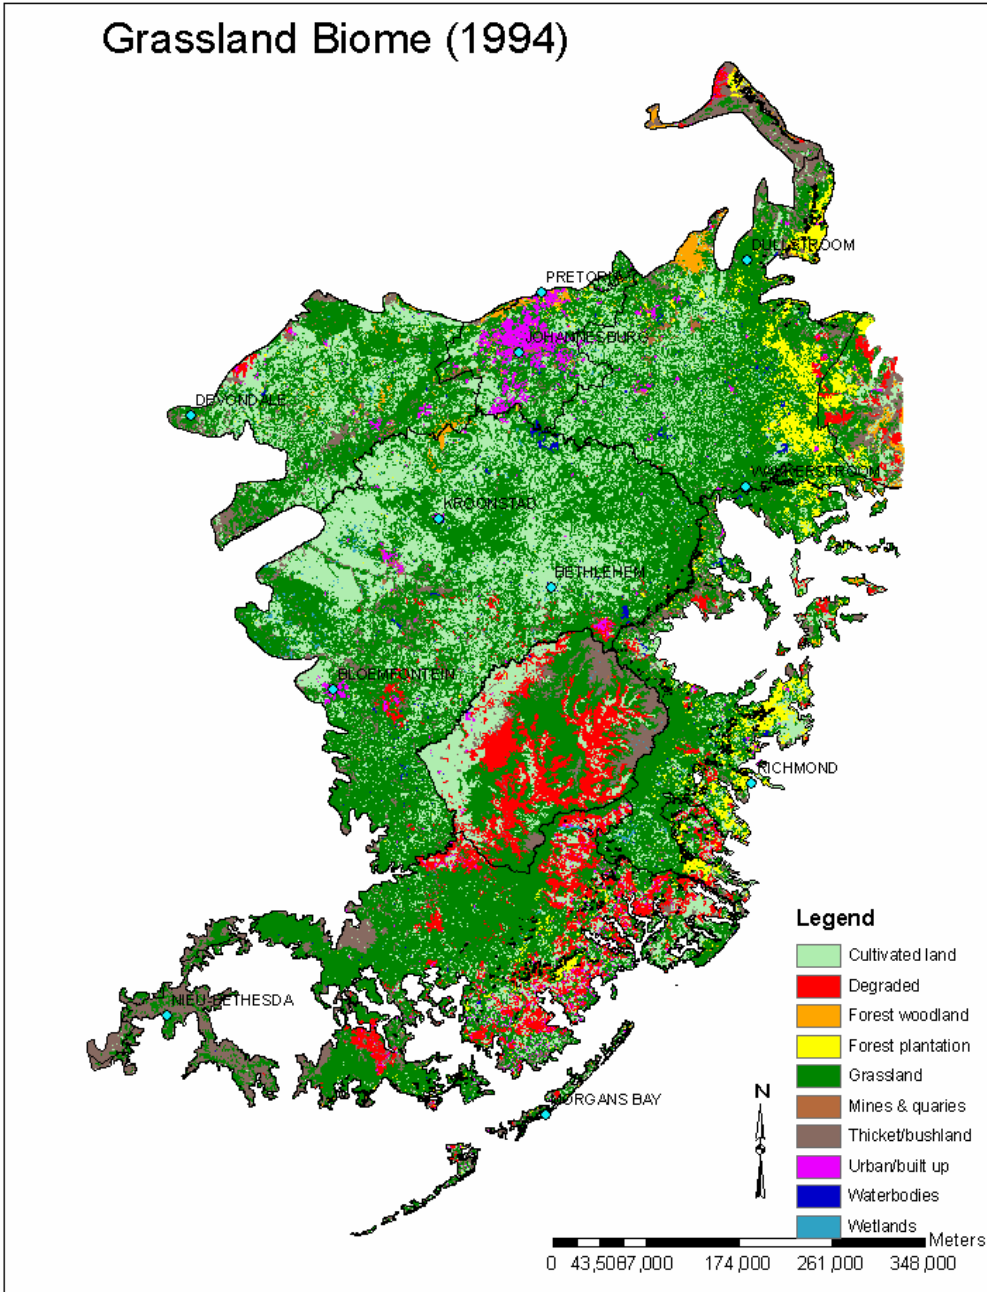 Grassland Biome (1994)
DULLSTROOM
PRETORIA
JOHANNESBURG
DEVONDALE
WAKKERSTROOM
KROONSTAD
BETHLEHEM
BLOEMFONTEIN
RICHMOND
Legend
Cultivated land
Degraded
Forest woodland
NIEU-BETHESDA
Forest plantation
Grassland
N
MORGANS BAY
Mines & quaries
Thicket/bushland
Urban/built up
Waterbodies
Wetlands
Meters
0 43,50087,000 174,000 261,000 348,000